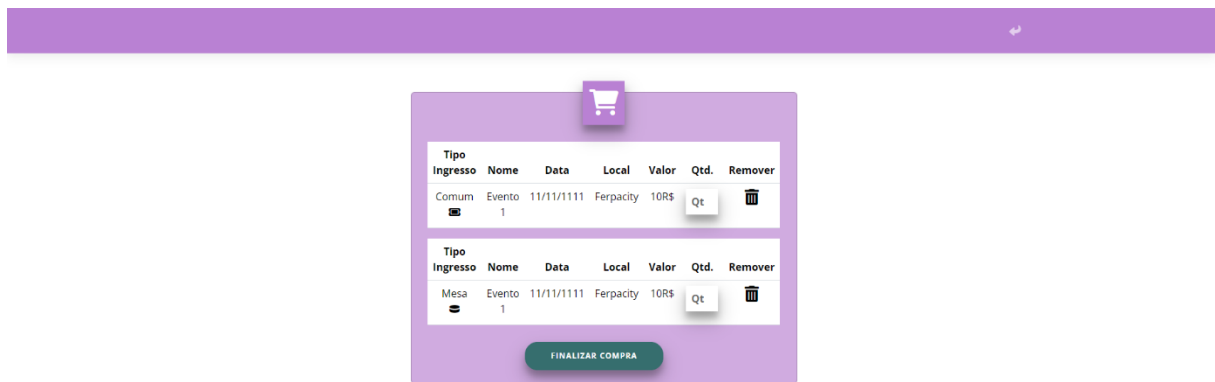 Tipo
Ingresso Nome Data Local Valor Qtd. Remover
Comum Evento 11/11/1111 Ferpacity 10R$ Qt
1
Tipo
Ingresso Nome Data Local Valor Qtd. Remover
Mesa Evento 11/11/1111 Ferpacity 10R$ Qt
1
FINALIZAR COMPRA